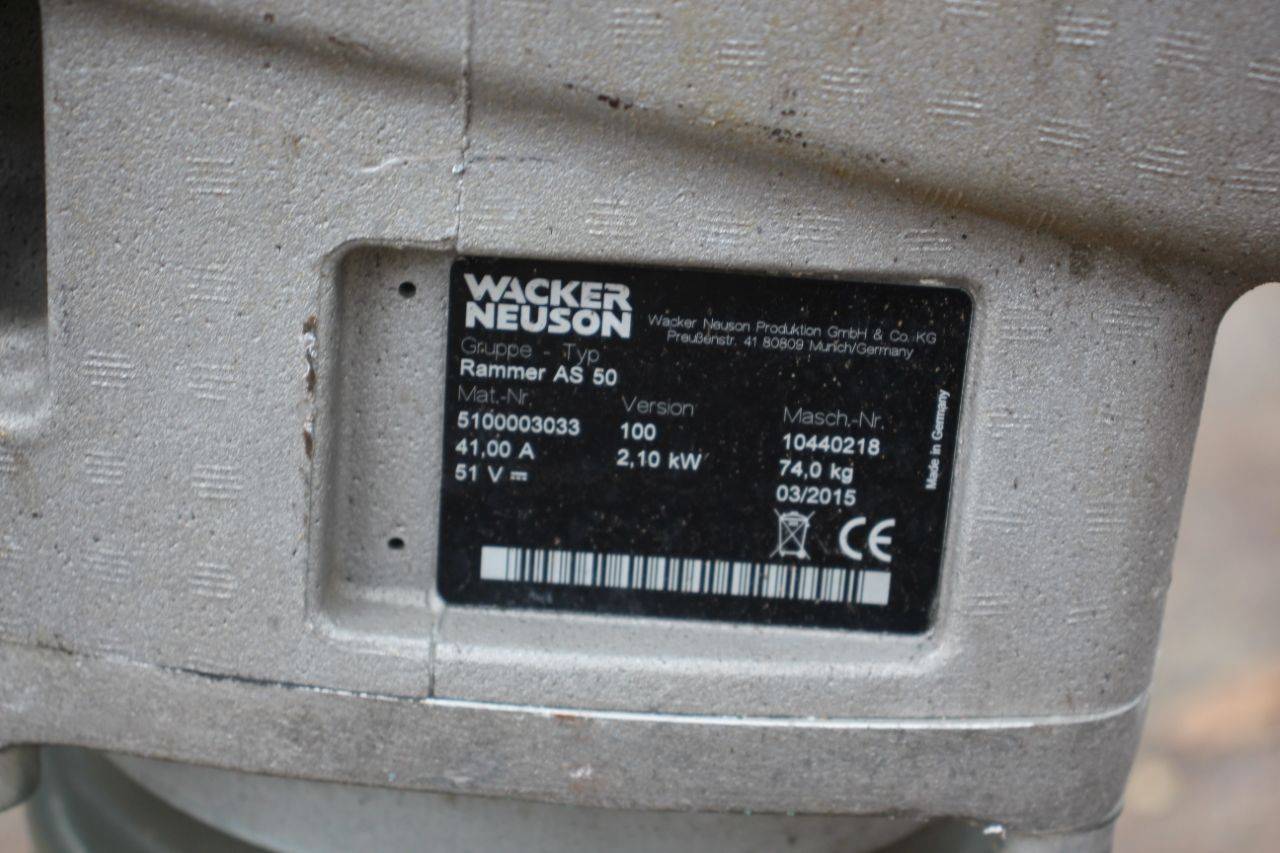 WACKER
NEUSON
Wacker Neuson Produktion GmbH & Co. KG
Preußenstr. 41 80809 Munich/Germany
Gruppe - Typ
Rammer AS 50
Mat.-Nr. Version Masch.-Nr.
5100003033 100 10440218
41,00 A 2,10 kW 74,0 kg
51 V 03/2015
Made in Germany
CE